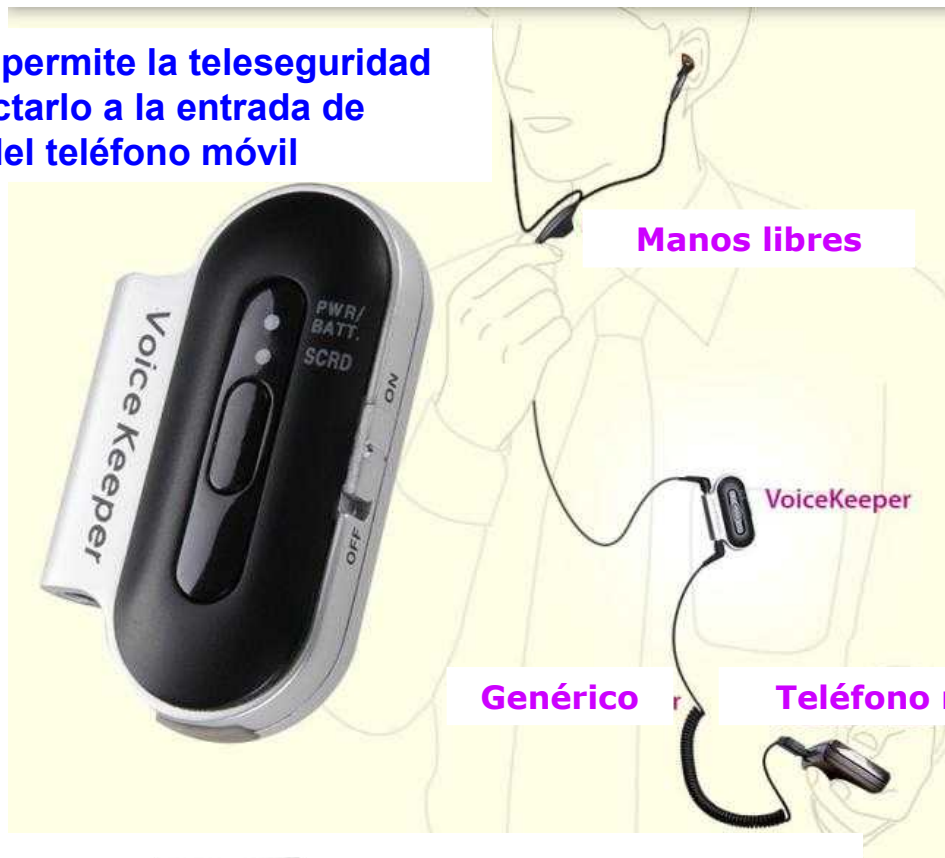 permite la teleseguridad
ctarlo a la entrada de
del teléfono móvil
Manos libres
PWR/
BATT.
SCRD
ON
OFF
Voice Keeper
VoiceKeeper
Genérico r
Teléfono